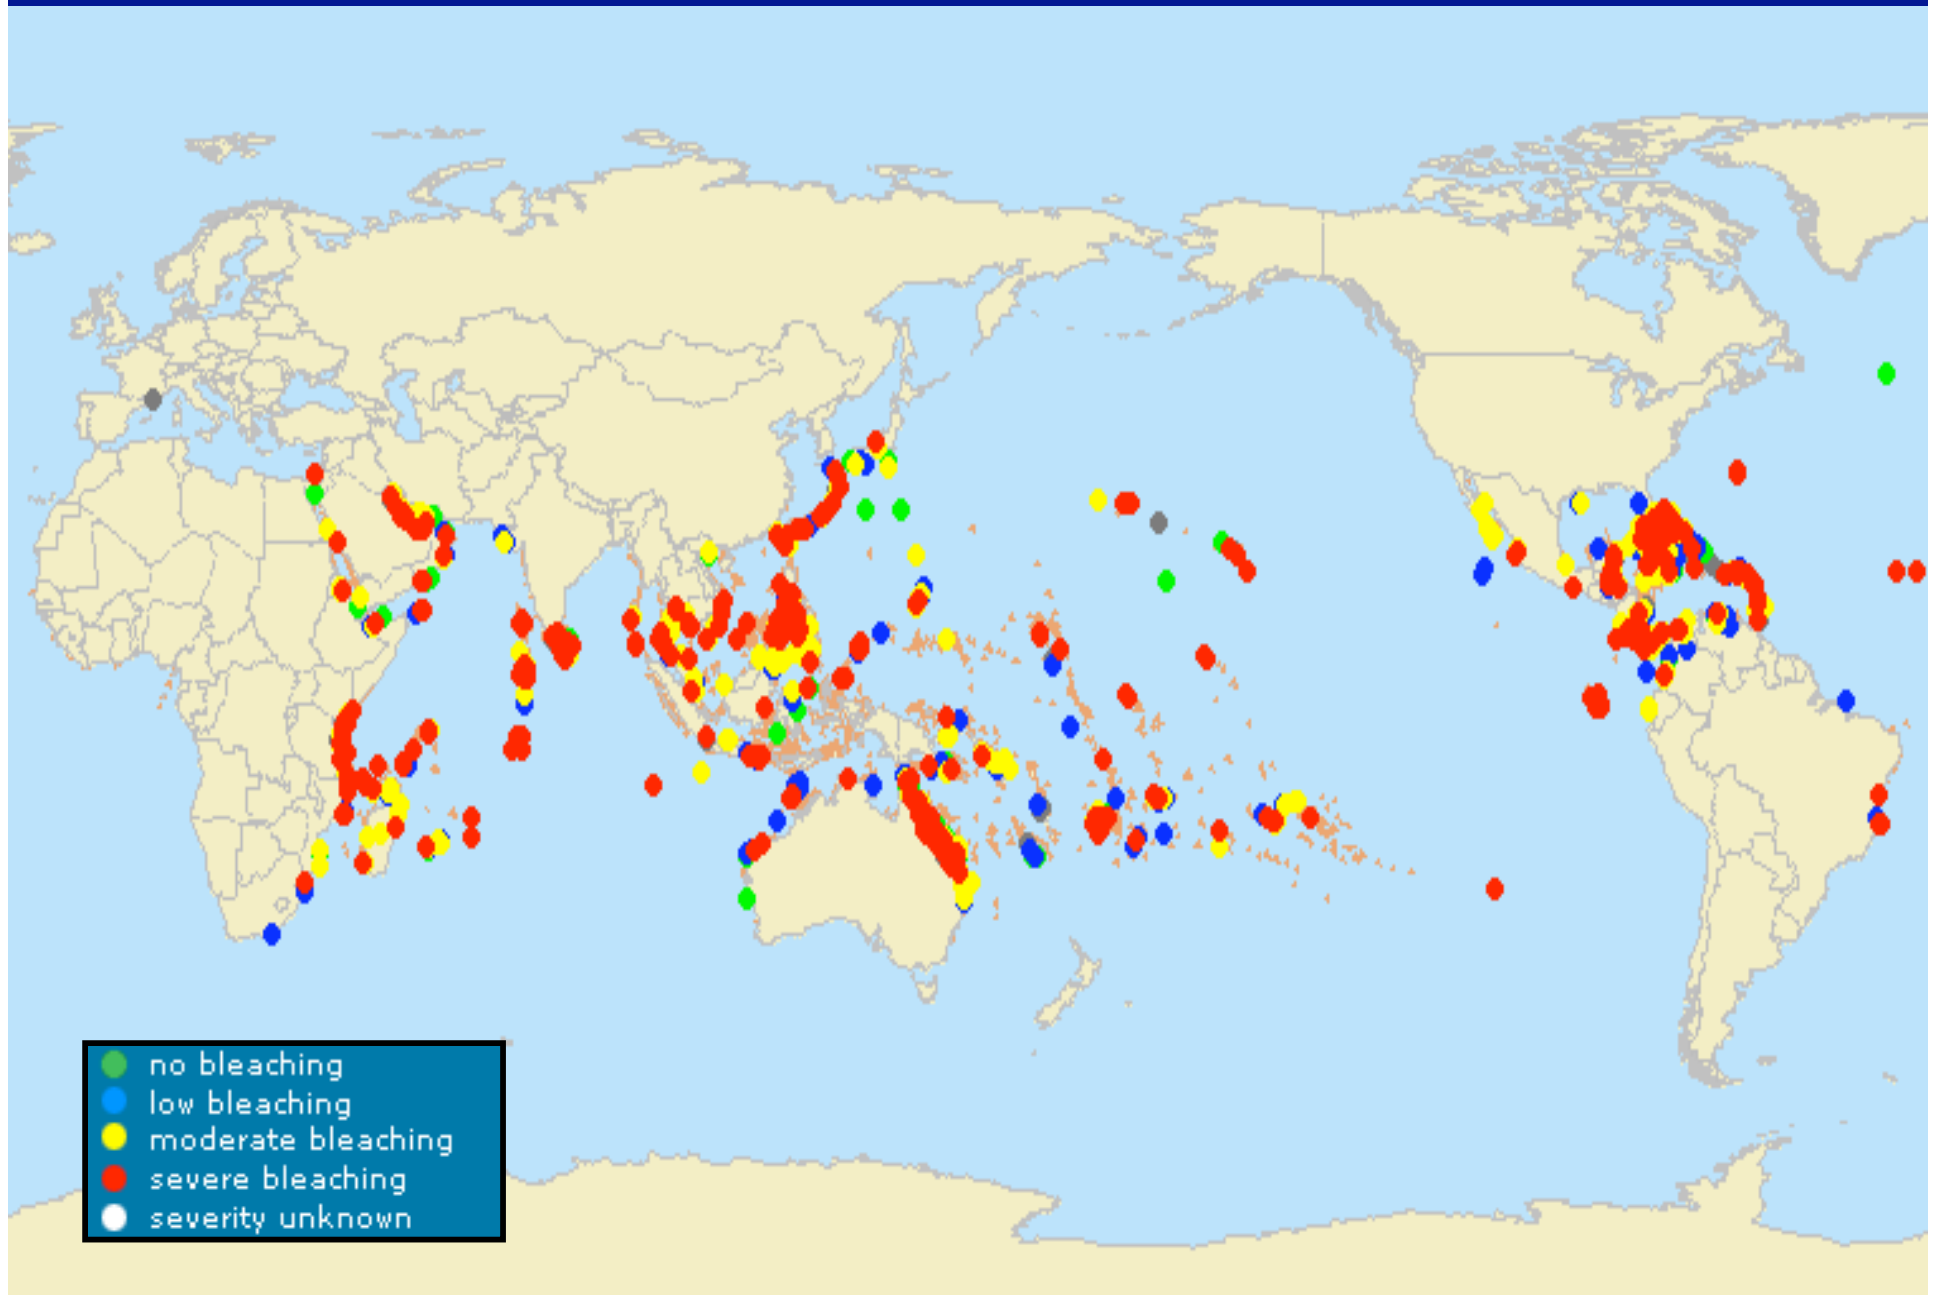 no bleaching
low bleaching
moderate bleaching
severe bleaching
severity unknown